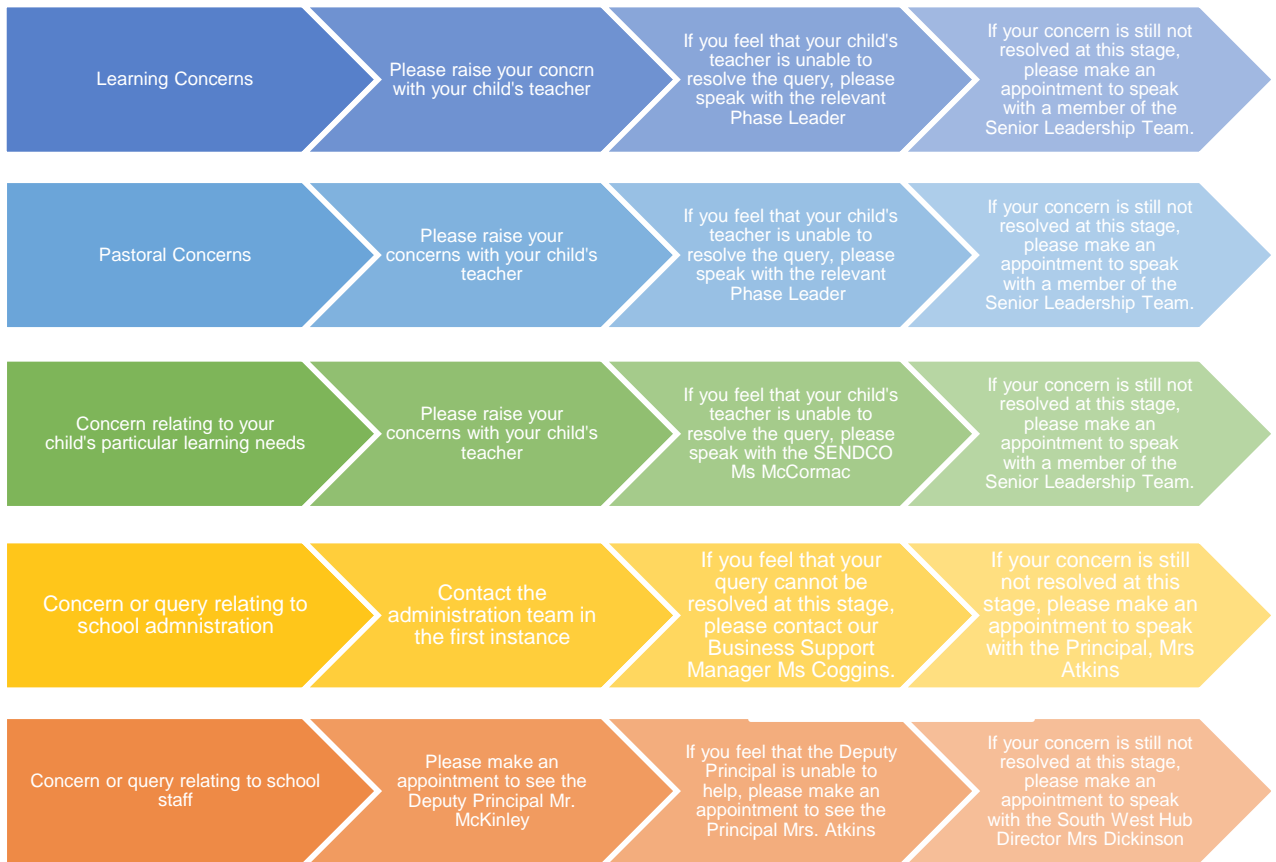 Learning Concerns
Please raise your concrn
with your child's teacher
If you feel that your child's
teacher is unable to
resolve the query, please
speak with the relevant
Phase Leader
If your concern is still not
resolved at this stage,
please make an
appointment to speak
with a member of the
Senior Leadership Team.
Pastoral Concerns
Please raise your
concerns with your child's
teacher
If you feel that your child's
teacher is unable to
resolve the query, please
speak with the relevant
Phase Leader
If your concern is still not
resolved at this stage,
please make an
appointment to speak
with a member of the
Senior Leadership Team.
Concern relating to your
child's particular learning needs
Please raise your
concerns with your child's
teacher
If you feel that your child's
teacher is unable to
resolve the query, please
speak with the SENDCO
Ms McCormac
If your concern is still not
resolved at this stage,
please make an
appointment to speak
with a member of the
Senior Leadership Team.
Concern or query relating to
school admnistration
Contact the
administration team in
the first instance
If you feel that your
query cannot be
resolved at this stage,
please contact our
Business Support
Manager Ms Coggins.
If your concern is still
not resolved at this
stage, please make an
appointment to speak
with the Principal, Mrs
Atkins
Concern or query relating to school
staff
Please make an
appointment to see the
Deputy Principal Mr.
McKinley
If you feel that the Deputy
Principal is unable to
help, please make an
appointment to see the
Principal Mrs. Atkins
If your concern is still not
resolved at this stage,
please make an
appointment to speak
with the South West Hub
Director Mrs Dickinson